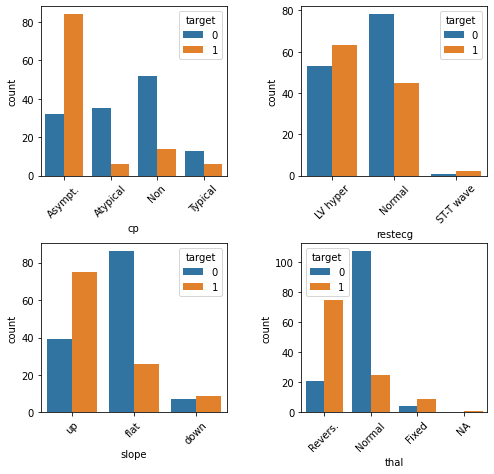 target
0
1
80
60
40
20
0
count
Asympt.
Atypical
Non
Typical
cp
target
0
1
80
60
40
20
0
count
LV hyper
Normal
ST-T wave
restecg
target
0
1
80
60
40
20
0
count
up
flat
down
slope
target
0
1
100
80
60
40
20
0
count
Revers.
Normal
Fixed
NA
thal